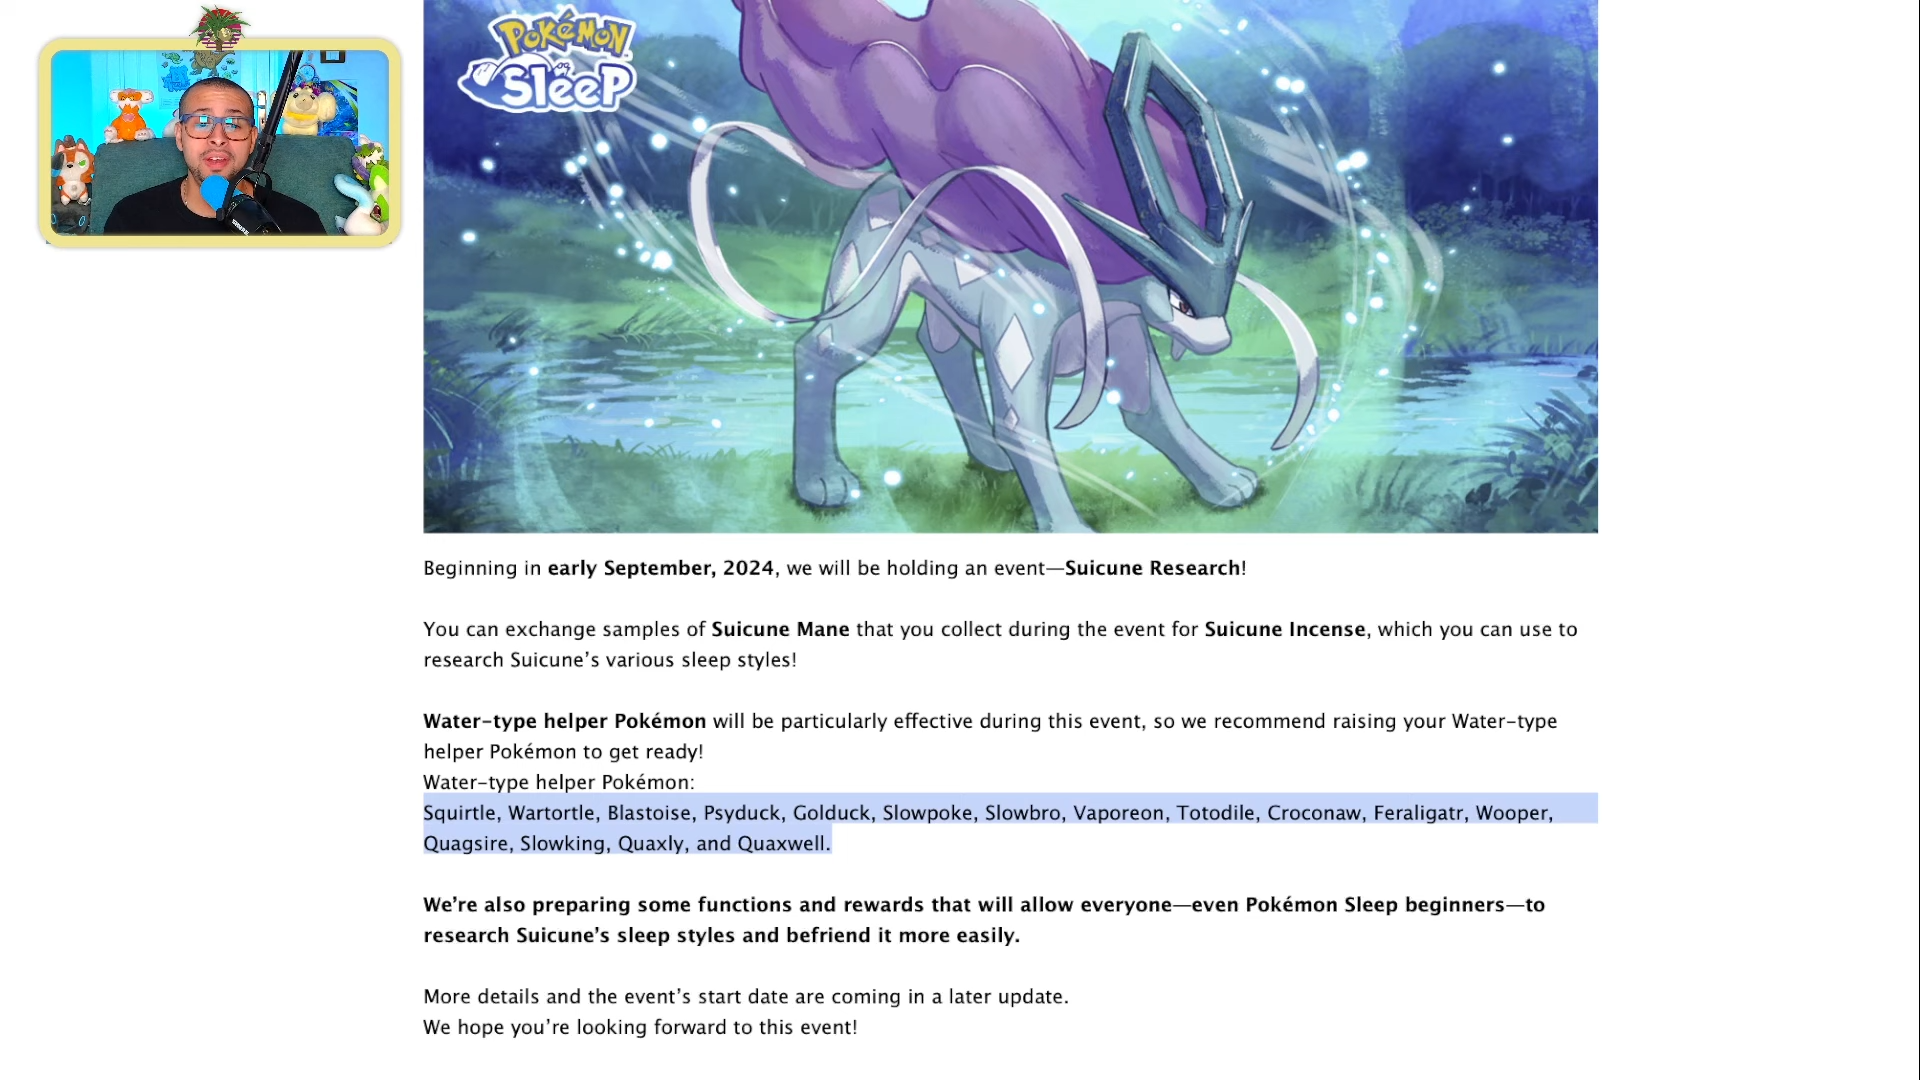 POKéMON
Sleep
Beginning in early September, 2024, we will be holding an event—Suicune Research!
You can exchange samples of Suicune Mane that you collect during the event for Suicune Incense, which you can use to
research Suicune’s various sleep styles!
Water-type helper Pokémon will be particularly effective during this event, so we recommend raising your Water-type
helper Pokémon to get ready!
Water-type helper Pokémon:
Squirtle, Wartortle, Blastoise, Psyduck, Golduck, Slowpoke, Slowbro, Vaporeon, Totodile, Croconaw, Feraligatr, Wooper,
Quagsire, Slowking, Quaxly, and Quaxwell.
We’re also preparing some functions and rewards that will allow everyone—even Pokémon Sleep beginners—to
research Suicune’s sleep styles and befriend it more easily.
More details and the event’s start date are coming in a later update.
We hope you’re looking forward to this event!